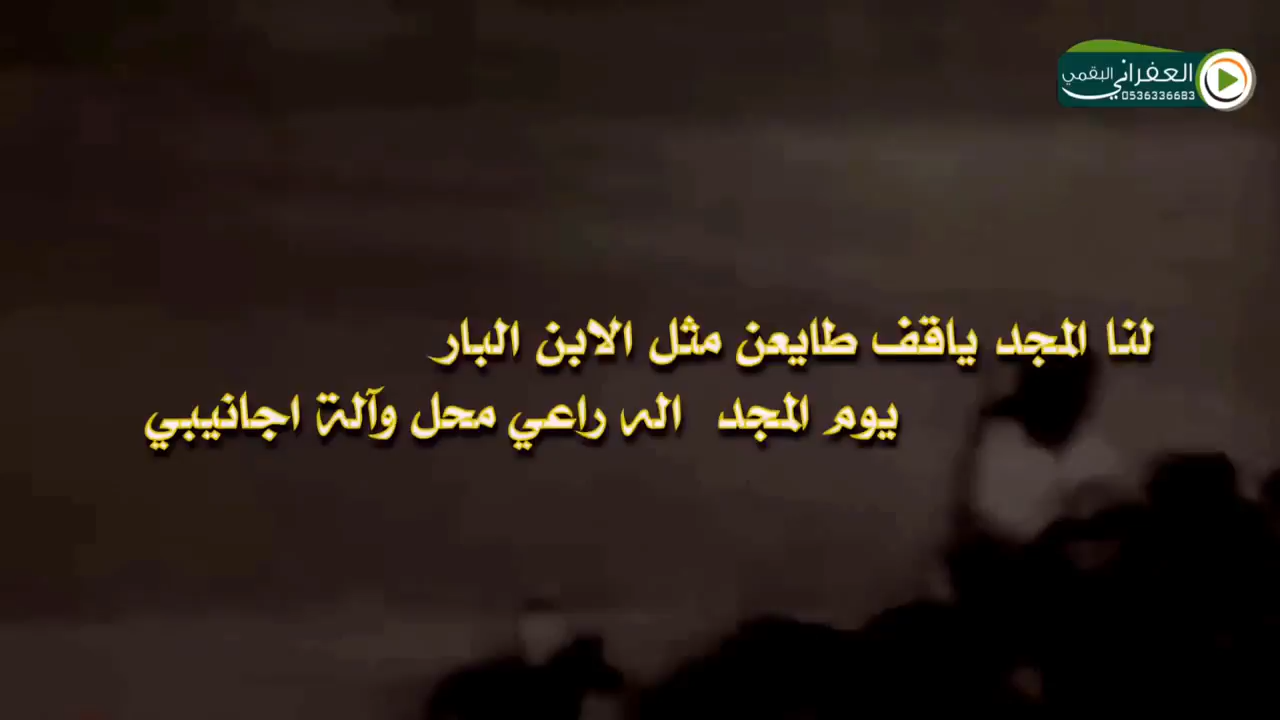 العفراني البقمي
0536336683
لنا المجد ياقف طايعن مثل الابن البار
يوم المجد اله راعي محل وآلة اجانيبي